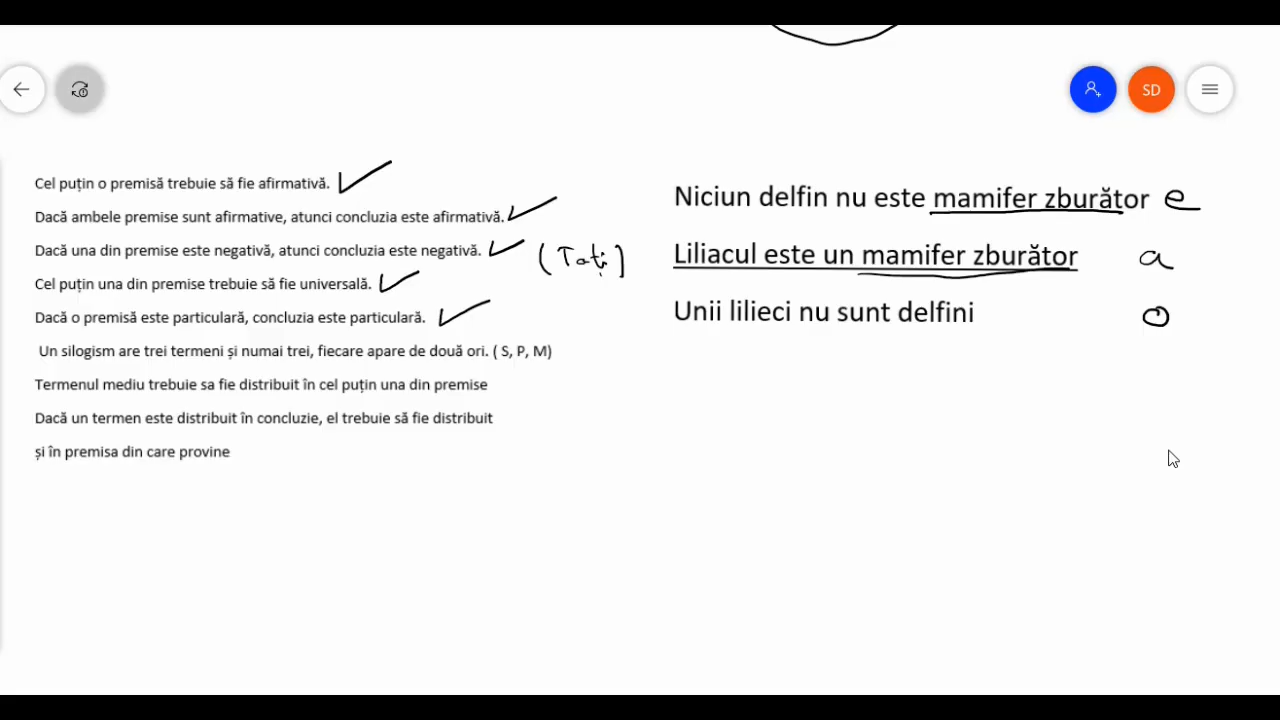 SD
Cel puțin o premisă trebuie să fie afirmativă.
Dacă ambele premise sunt afirmative, atunci concluzia este afirmativă.
Dacă una din premise este negativă, atunci concluzia este negativă.
Cel puțin una din premise trebuie să fie universală.
Dacă o premisă este particulară, concluzia este particulară.
Un silogism are trei termeni și numai trei, fiecare apare de două ori. ( S, P, M)
Termenul mediu trebuie sa fie distribuit în cel puțin una din premise
Dacă un termen este distribuit în concluzie, el trebuie să fie distribuit
și în premisa din care provine
Niciun delfin nu este mamifer zburător e
(Toți) Liliacul este un mamifer zburător a
Unii lilieci nu sunt delfini o